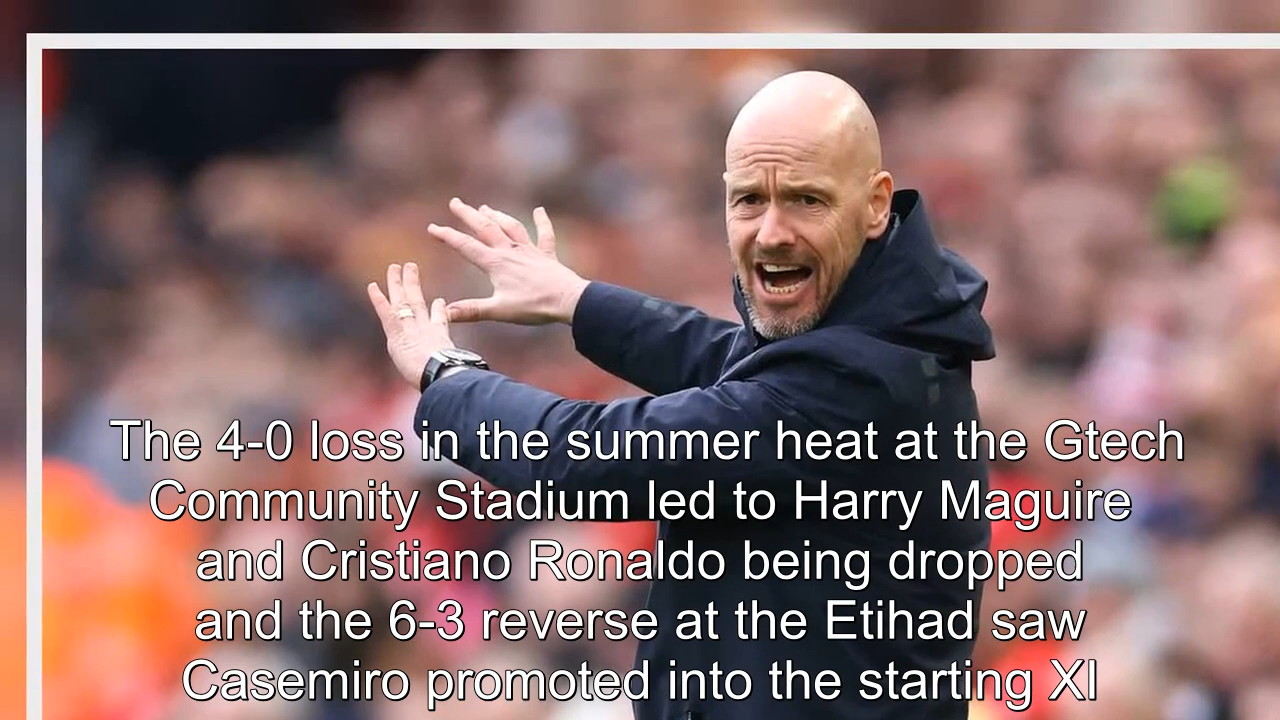 The 4-0 loss in the summer heat at the Gtech
Community Stadium led to Harry Maguire
and Cristiano Ronaldo being dropped
and the 6-3 reverse at the Etihad saw
Casemiro promoted into the starting XI